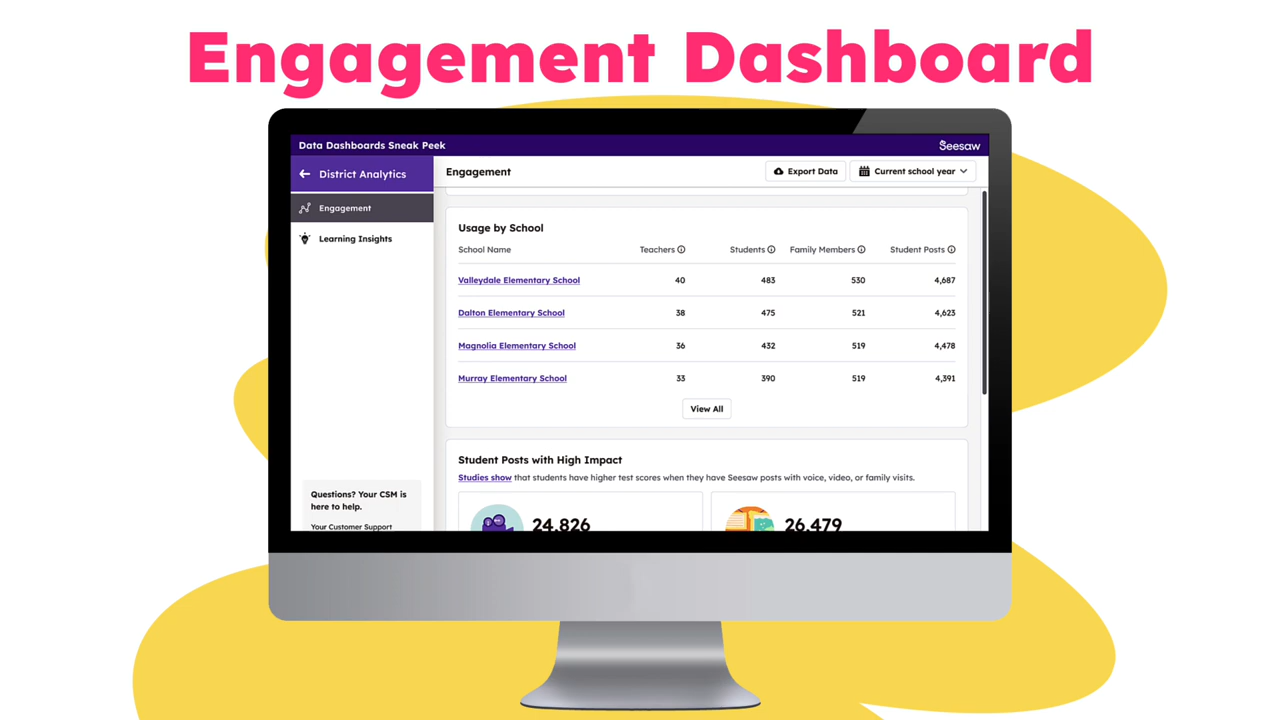 Engagement Dashboard
Data Dashboards Sneak Peek
Seesaw
District Analytics
Engagement
Export Data
Current school year
Engagement
Learning Insights
Usage by School
School Name Teachers Students Family Members Student Posts
Valleydale Elementary School 40 483 530 4,687
Dalton Elementary School 38 475 521 4,623
Magnolia Elementary School 36 432 519 4,478
Murray Elementary School 33 390 519 4,391
View All
Student Posts with High Impact
Studies show that students have higher test scores when they have Seesaw posts with voice, video, or family visits.
24,826
26,479
Questions? Your CSM is
here to help.
Your Customer Support